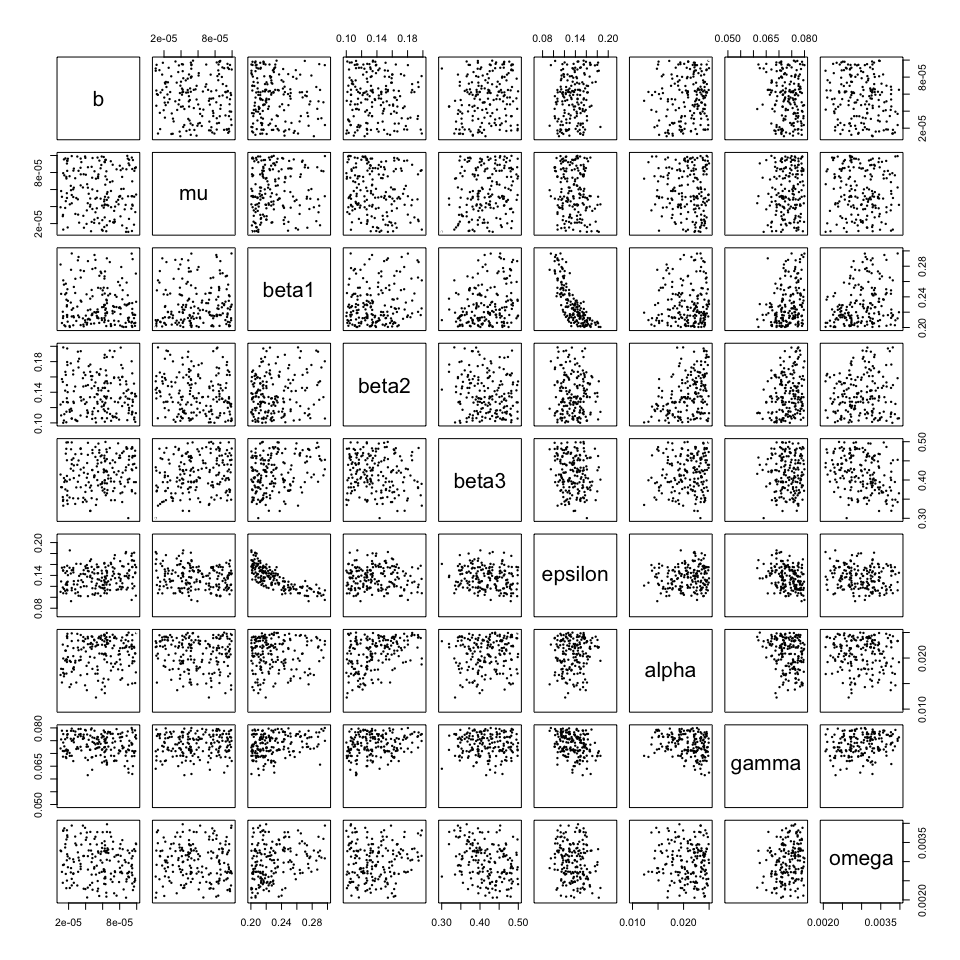 2e-05 8e-05 0.10 0.14 0.18 0.08 0.14 0.20 0.050 0.065 0.080
b
2e-05 8e-05
mu
2e-05 8e-05
beta1
0.20 0.24 0.28
beta2
0.10 0.14 0.18
beta3
0.30 0.40 0.50
epsilon
0.08 0.14 0.20
alpha
0.010 0.020
gamma
0.050 0.065 0.080
omega
0.0020 0.0035
2e-05 8e-05 0.20 0.24 0.28 0.30 0.40 0.50 0.010 0.020 0.0020 0.0035